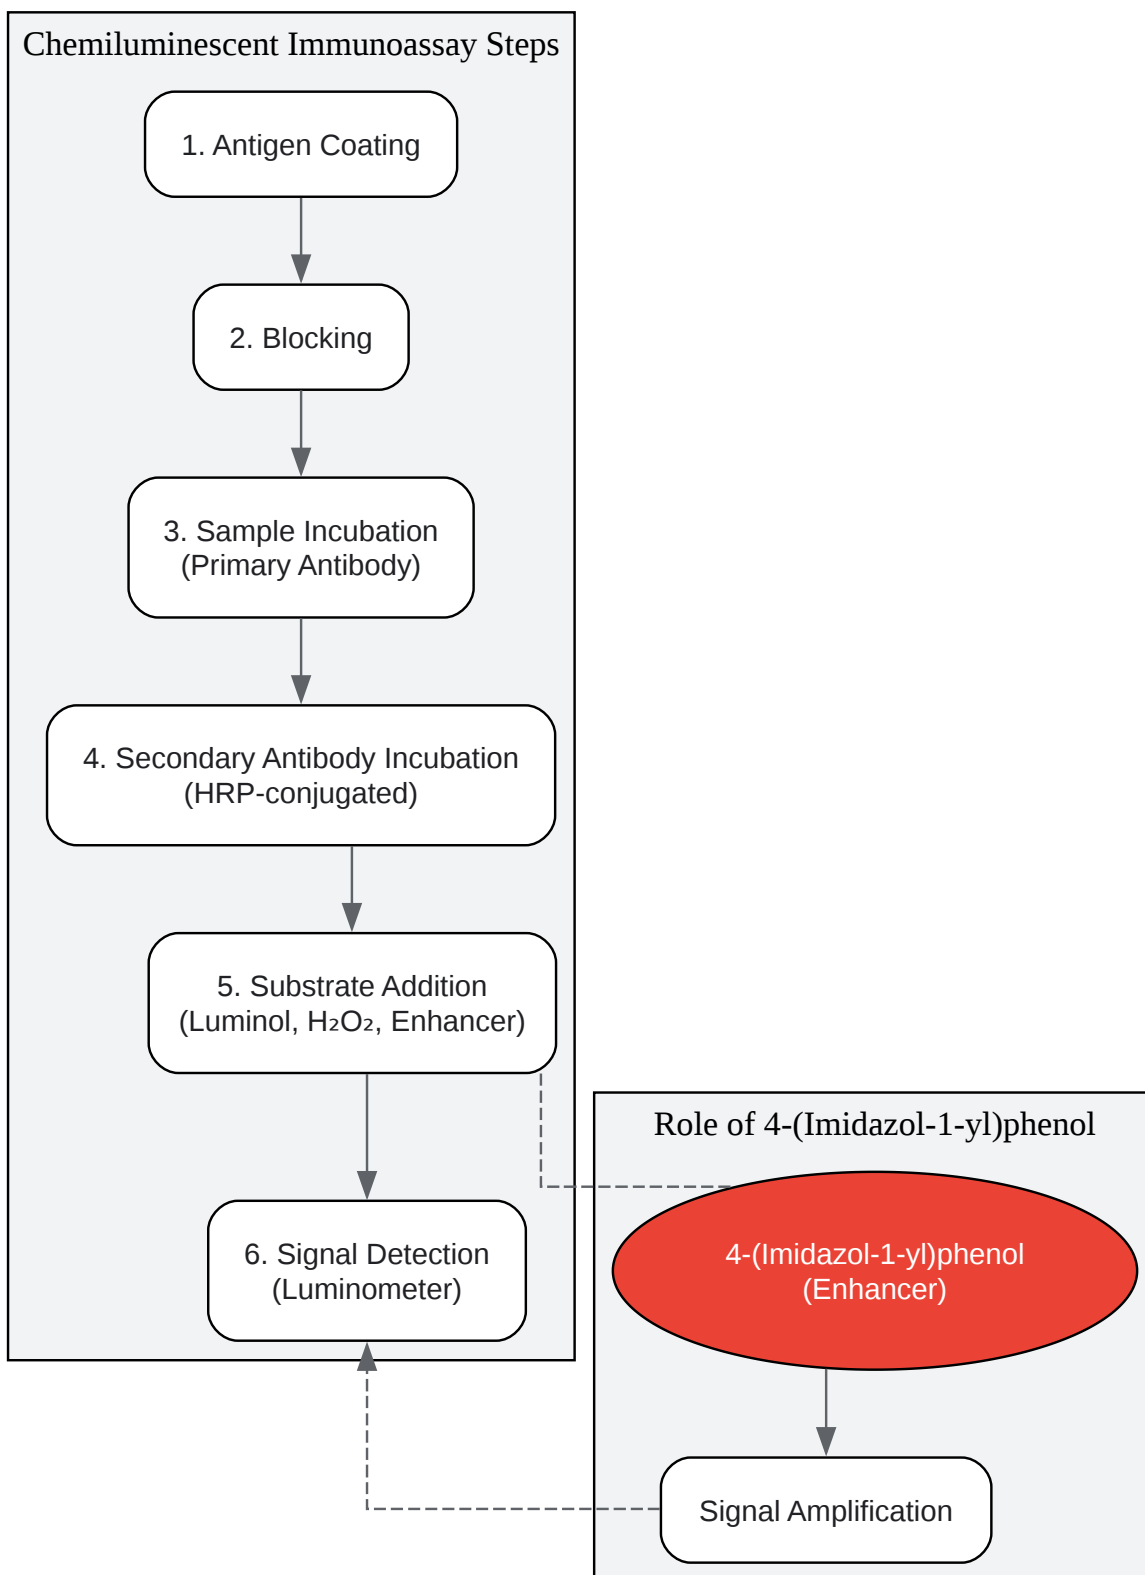 Chemiluminescent Immunoassay Steps
1. Antigen Coating
2. Blocking
3. Sample Incubation
(Primary Antibody)
4. Secondary Antibody Incubation
(HRP-conjugated)
5. Substrate Addition
(Luminol, H₂O₂, Enhancer)
6. Signal Detection
(Luminometer)
Role of 4-(Imidazol-1-yl)phenol
4-(Imidazol-1-yl)phenol
(Enhancer)
Signal Amplification